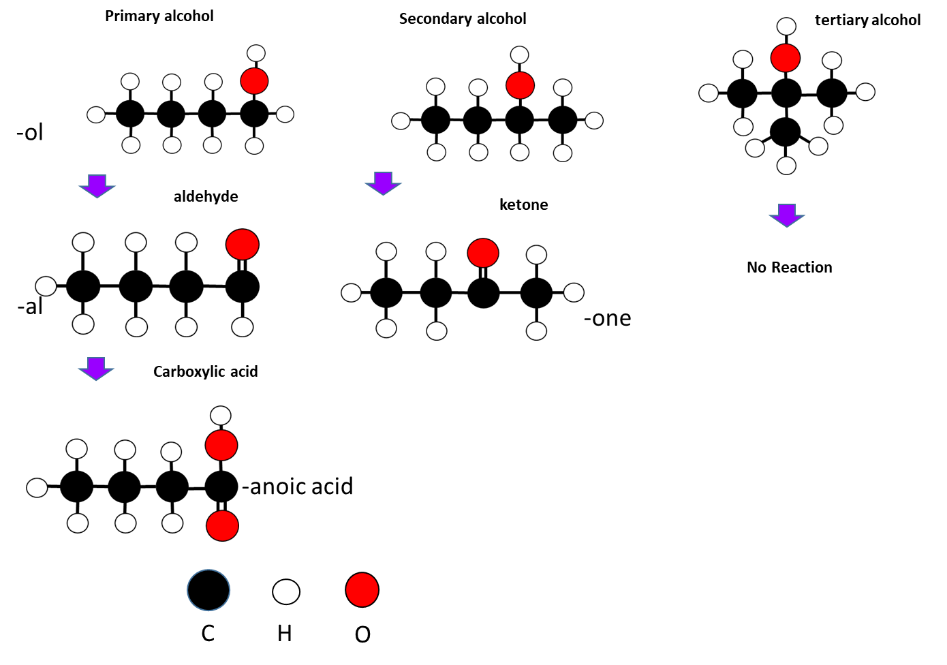 Primary alcohol
Secondary alcohol
tertiary alcohol
-ol
aldehyde
ketone
No Reaction
-al
-one
Carboxylic acid
-anoic acid
C
H
O